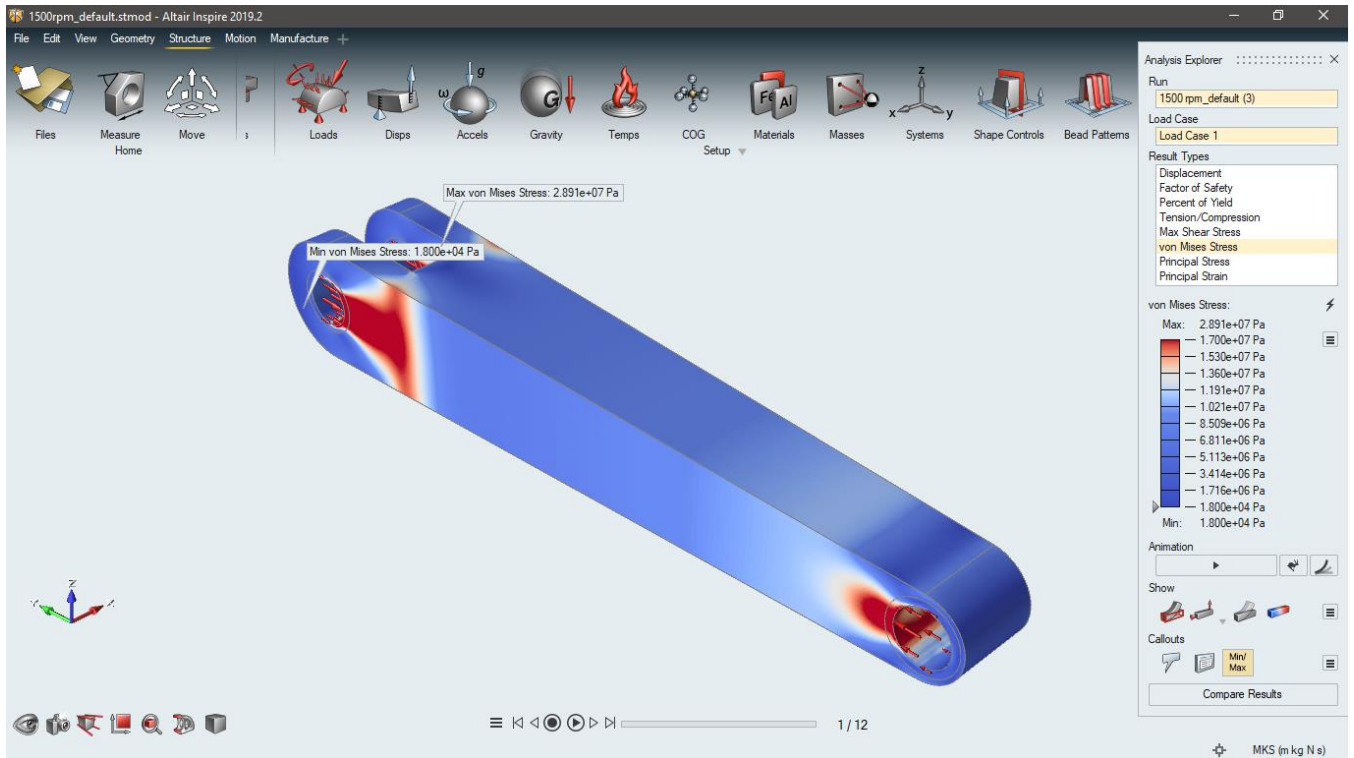 1500rpm_default.stmod - Altair Inspire 2019.2
File Edit View Geometry Structure Motion Manufacture
Files Measure Move s Loads Disps Accels Gravity Temps COG Materials Masses Systems Shape Controls Bead Patterns
Home Setup
g
ω
G
Fe Al
z
x y
Max von Mises Stress: 2.891e+07 Pa
Min von Mises Stress: 1.800e+04 Pa
Analysis Explorer
Run
1500 rpm_default (3)
Load Case
Load Case 1
Result Types
Displacement
Factor of Safety
Percent of Yield
Tension/Compression
Max Shear Stress
von Mises Stress
Principal Stress
Principal Strain
von Mises Stress:
Max: 2.891e+07 Pa
1.700e+07 Pa
1.530e+07 Pa
1.360e+07 Pa
1.191e+07 Pa
1.021e+07 Pa
8.509e+06 Pa
6.811e+06 Pa
5.113e+06 Pa
3.414e+06 Pa
1.716e+06 Pa
1.800e+04 Pa
Min: 1.800e+04 Pa
Animation
Show
Callouts
Min/
Max
Compare Results
Z
1 / 12
MKS (m kg N s)